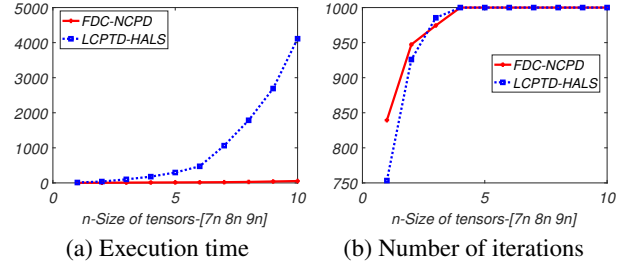 5000
4000
3000
2000
1000
0
FDC-NCPD
LCPTD-HALS
0 5 10
n-Size of tensors-[7n 8n 9n]
(a) Execution time
1000
950
900
850
800
750
FDC-NCPD
LCPTD-HALS
0 5 10
n-Size of tensors-[7n 8n 9n]
(b) Number of iterations